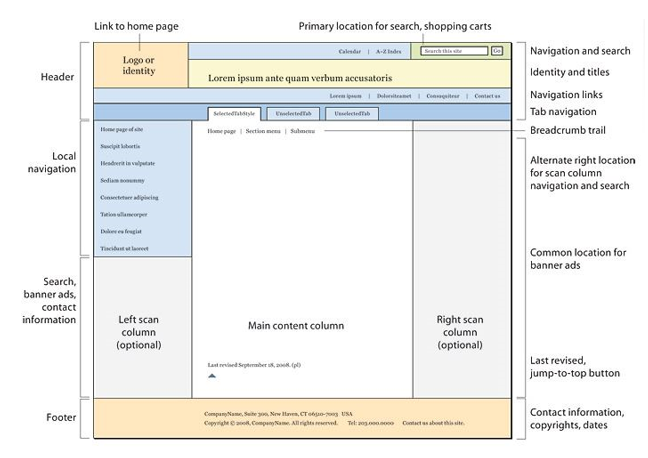 Link to home page
Primary location for search, shopping carts
Header
Logo or
identity
Calendar | A–Z Index
Search this site
Go
Navigation and search
Lorem ipsum ante quam verbum accusatoris
Identity and titles
Lorem ipsum | Dolorsiteamet | Consequiteur | Contact us
Navigation links
SelectedTabStyle
UnselectedTab
UnselectedTab
Tab navigation
Home page | Section menu | Submenu
Breadcrumb trail
Local
navigation
Home page of site
Suscipit lobortis
Hendrerit in vulputate
Sediam nonummy
Consectetuer adipiscing
Tation ullamcorper
Dolore eu feugiat
Tincidunt ut laoreet
Alternate right location
for scan column
navigation and search
Common location for
banner ads
Search,
banner ads,
contact
information
Left scan
column
(optional)
Main content column
Right scan
column
(optional)
Last revised September 18, 2008. (pl)
Last revised,
jump-to-top button
Footer
CompanyName, Suite 300, New Haven, CT 06510-7003 USA
Copyright © 2008, CompanyName. All rights reserved. Tel: 203.000.0000 Contact us about this site.
Contact information,
copyrights, dates